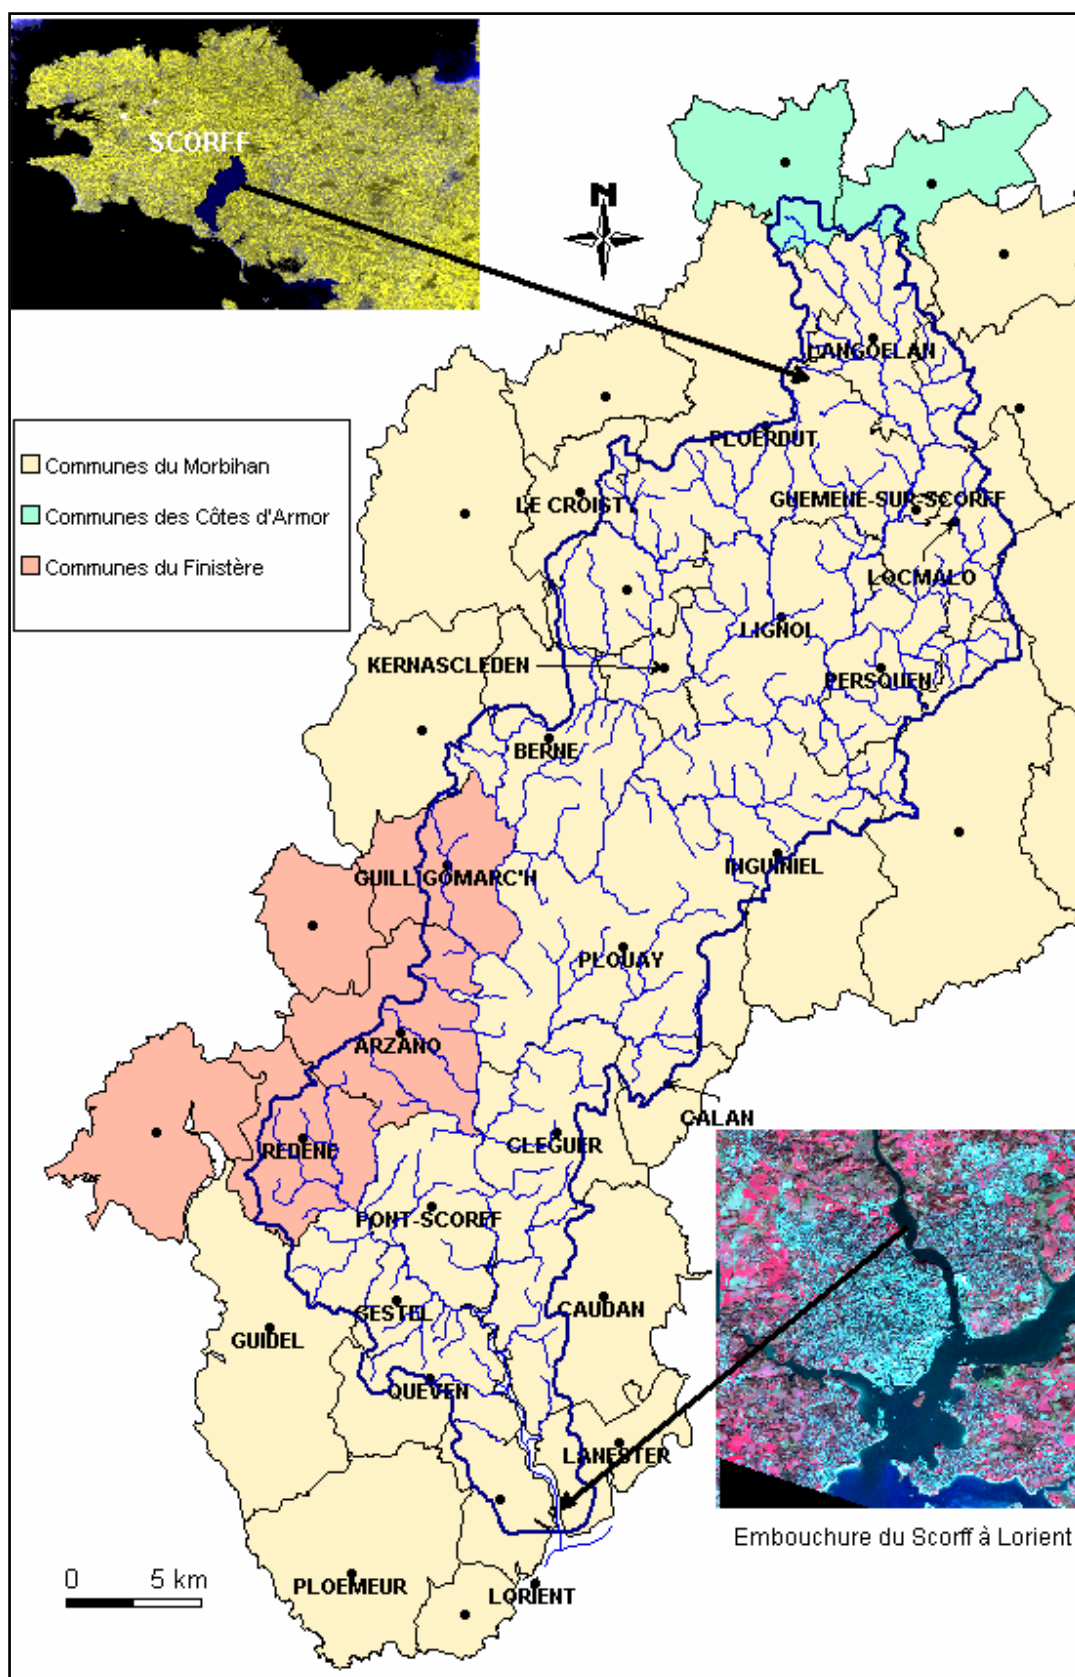 SCORFF
N
LANGOELAN
PLOERDUT
Communes du Morbihan
Communes des Côtes d'Armor
Communes du Finistère
LE CROISTY
GUEMENE-SUR-SCORFF
LOCMALO
LIGNOL
KERNASCLEDEN
PERSQUEN
BERNE
INGUINIEL
GUILLIGOMARC'H
PLOUAY
ARZANO
CALAN
CLEGUER
REDENE
PONT-SCORFF
GESTEL
CAUDAN
GUIDEL
QUEVEN
LANESTER
Embouchure du Scorff à Lorient
0 5 km
PLOEMEUR
LORIENT